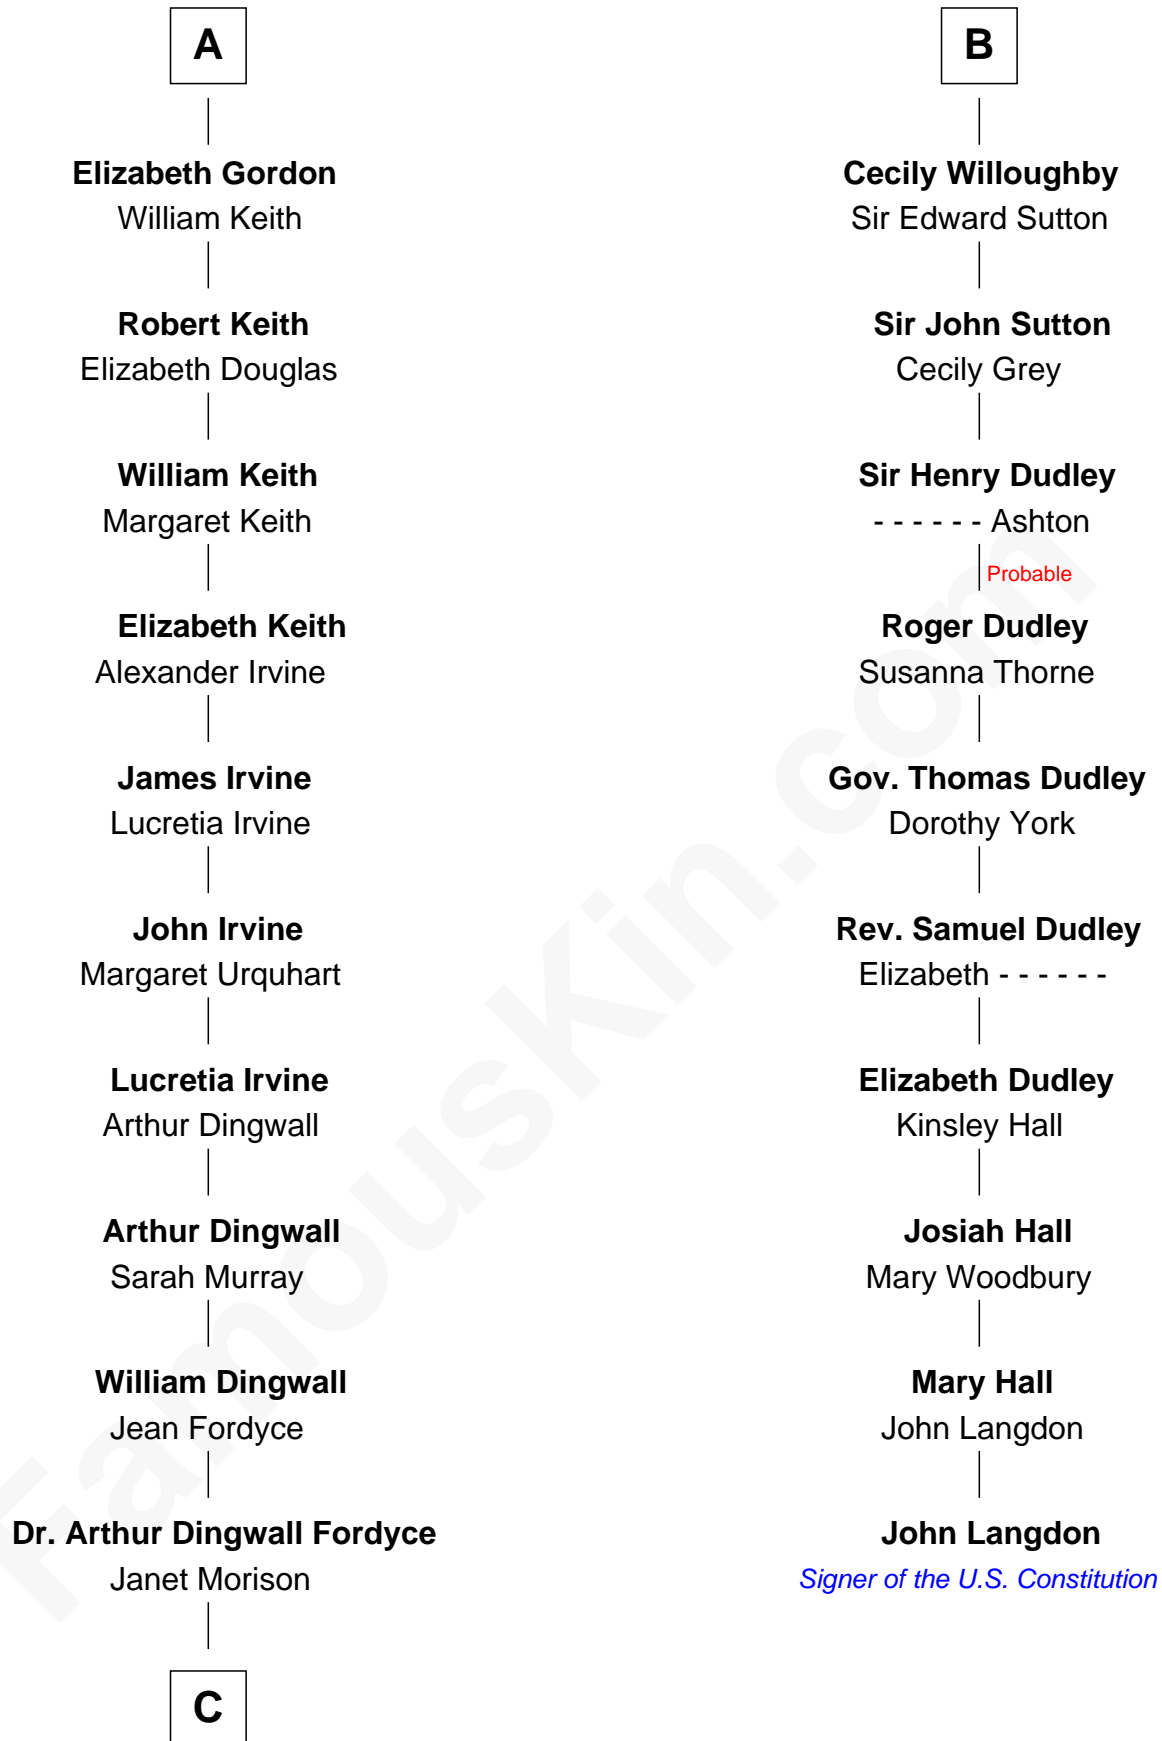 A
Elizabeth Gordon
William Keith
Robert Keith
Elizabeth Douglas
William Keith
Margaret Keith
Elizabeth Keith
Alexander Irvine
James Irvine
Lucretia Irvine
John Irvine
Margaret Urquhart
Lucretia Irvine
Arthur Dingwall
Arthur Dingwall
Sarah Murray
William Dingwall
Jean Fordyce
Dr. Arthur Dingwall Fordyce
Janet Morison
C
B
Cecily Willoughby
Sir Edward Sutton
Sir John Sutton
Cecily Grey
Sir Henry Dudley
- - - - - - Ashton
Probable
Roger Dudley
Susanna Thorne
Gov. Thomas Dudley
Dorothy York
Rev. Samuel Dudley
Elizabeth - - - - - -
Elizabeth Dudley
Kinsley Hall
Josiah Hall
Mary Woodbury
Mary Hall
John Langdon
John Langdon
Signer of the U.S. Constitution
FamousKin.com